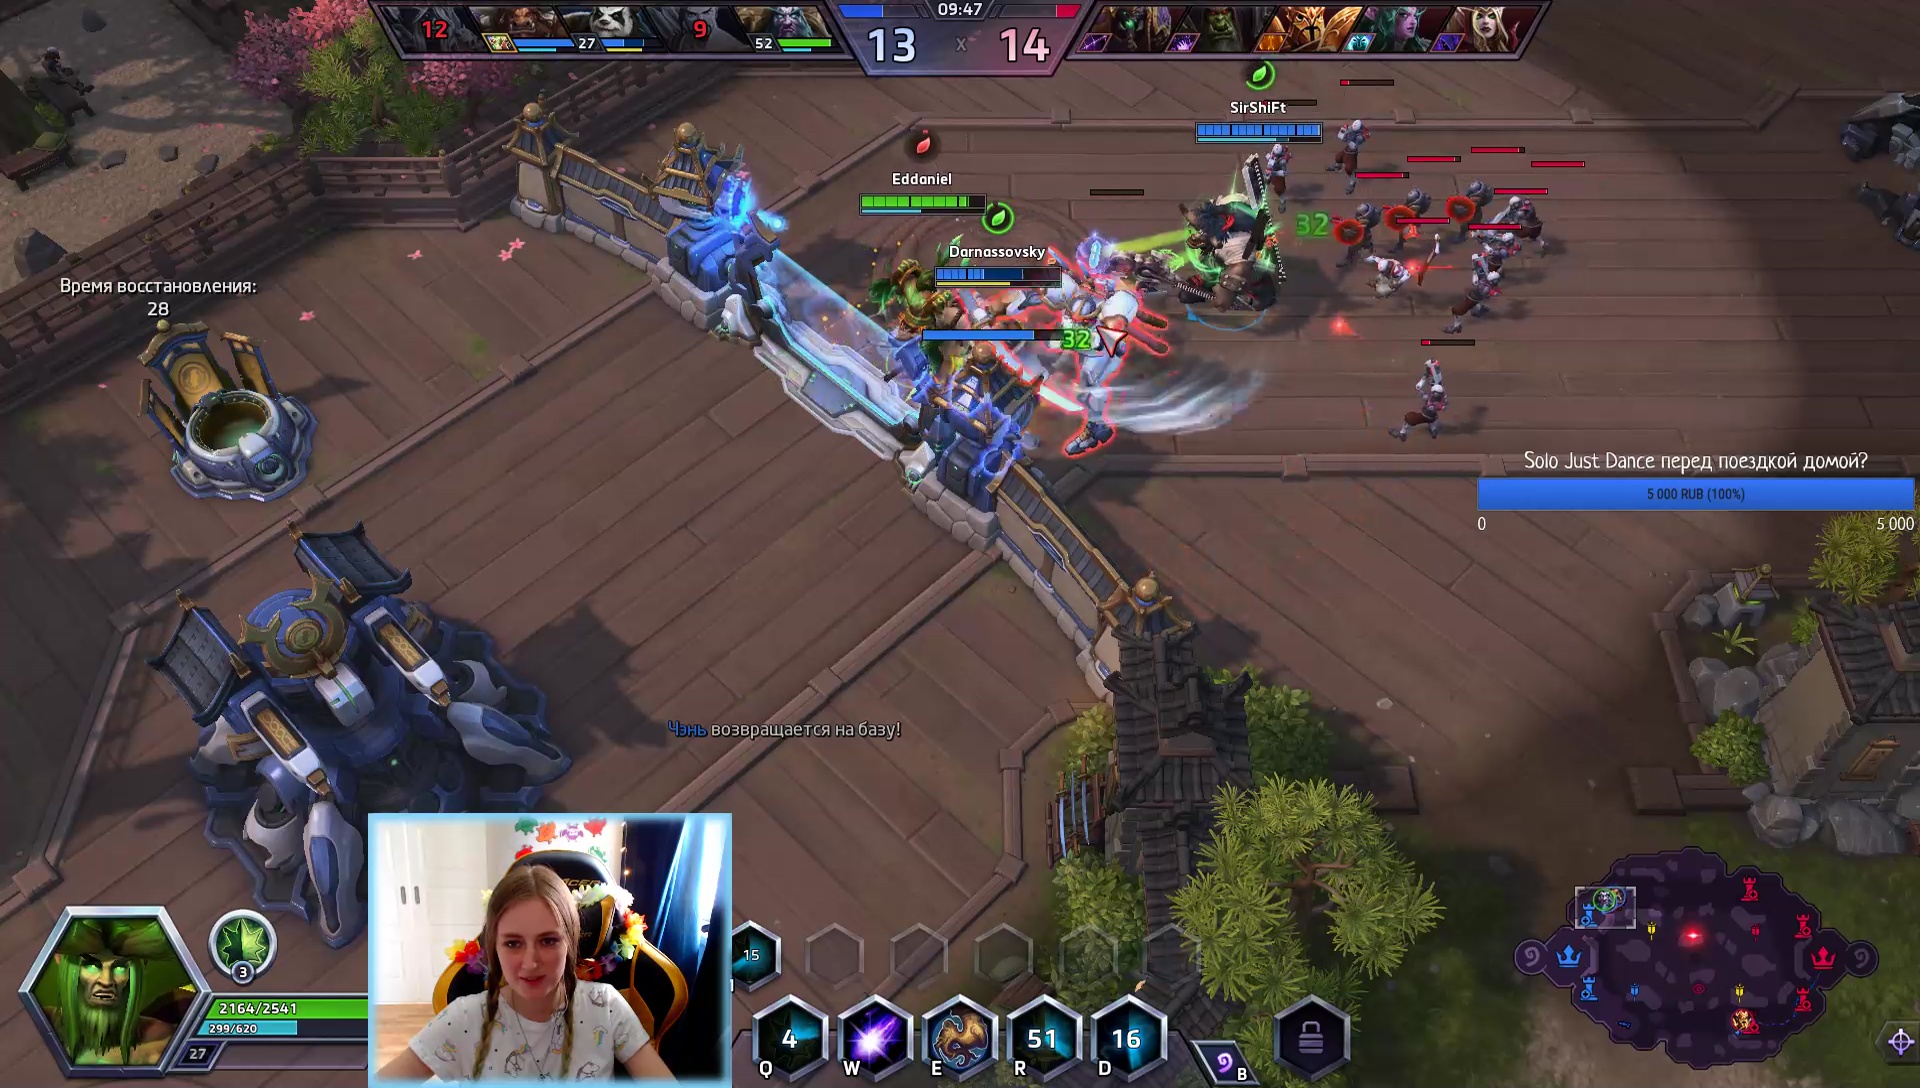 12
27
9
52
09:47
13 x 14
SirShiFt
Eddaniel
Darnassovsky
32
32
Время восстановления:
28
Solo Just Dance перед поездкой домой?
5 000 RUB (100%)
0
5 000
Чэнь возвращается на базу!
3
2164/2541
299/620
27
15
4
51
16
Q
W
E
R
D
B